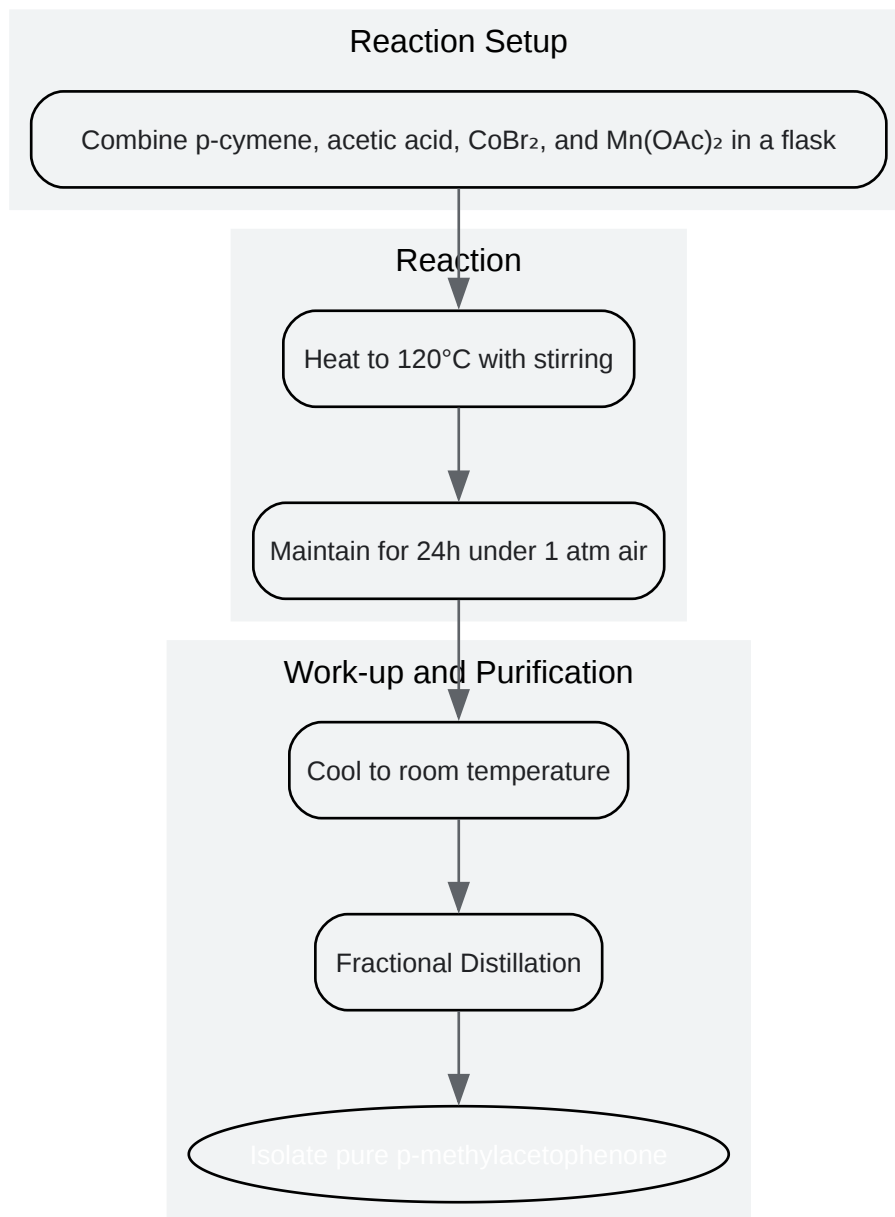 Reaction Setup
Combine p-cymene, acetic acid, CoBr₂, and Mn(OAc)₂ in a flask
Reaction
Heat to 120°C with stirring
Maintain for 24h under 1 atm air
Work-up and Purification
Cool to room temperature
Fractional Distillation
Isolate pure p-methylacetophenone